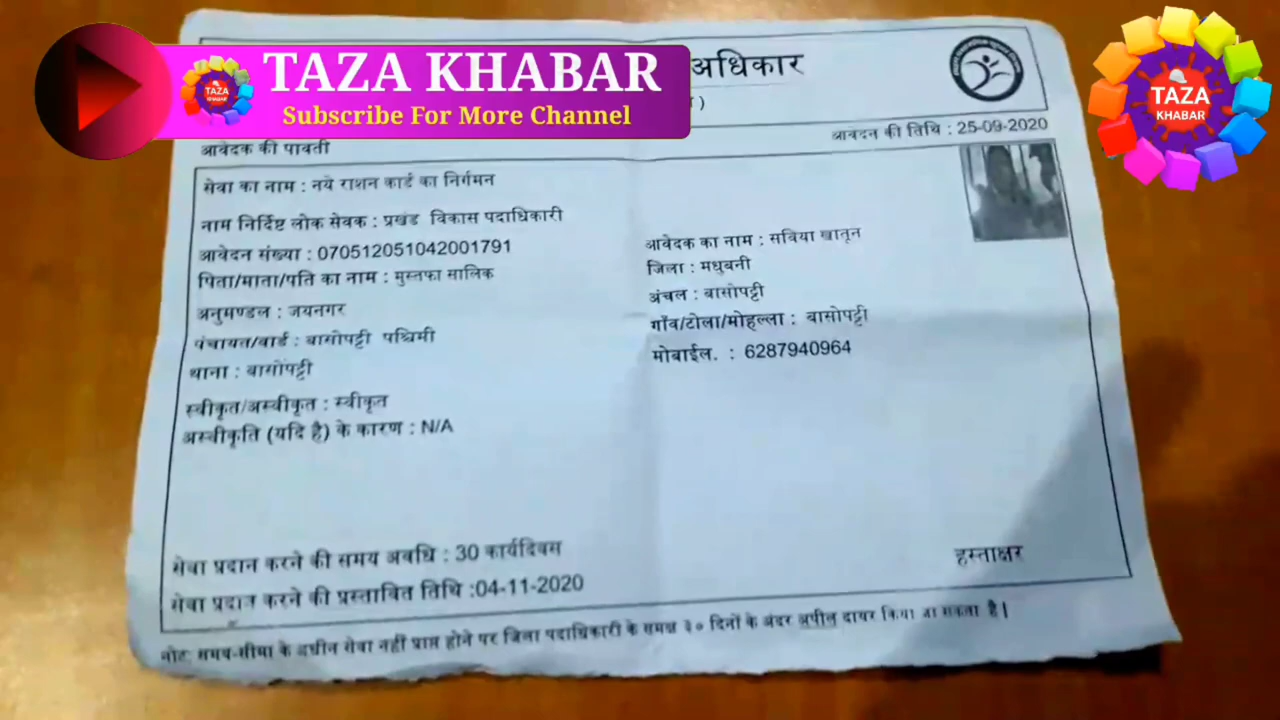 TAZA KHABAR
Subscribe For More Channel
TAZA
KHABAR
अधिकार
)
TAZA
KHABAR
आवेदक की पावती
आवेदन की तिथि : 25-09-2020
सेवा का नाम : नये राशन कार्ड का निर्गमन
नाम निर्दिष्ट लोक सेवक : प्रखंड विकास पदाधिकारी
आवेदन संख्या : 070512051042001791
आवेदक का नाम : सविया खातून
पिता/माता/पति का नाम : मुस्तफा सालिक
जिला : मधुबनी
अनुमण्डल : जयनगर
अंचल : बासोपट्टी
पंचायत/वार्ड : बासोपट्टी पश्चिमी
गाँव/टोला/मोहल्ला : बासोपट्टी
थाना : बासोपट्टी
मोबाईल. : 6287940964
स्वीकृत/अस्वीकृत : स्वीकृत
अस्वीकृति (यदि है) के कारण : N/A
सेवा प्रदान करने की समय अवधि : 30 कार्यदिवस
हस्ताक्षर
सेवा प्रदान करने की प्रस्तावित तिथि :04-11-2020
नोट: समय-सीमा के अधीन सेवा नहीं प्राप्त होने पर जिला पदाधिकारी के समक्ष ३० दिनों के अंदर अपील दायर किया जा सकता है|